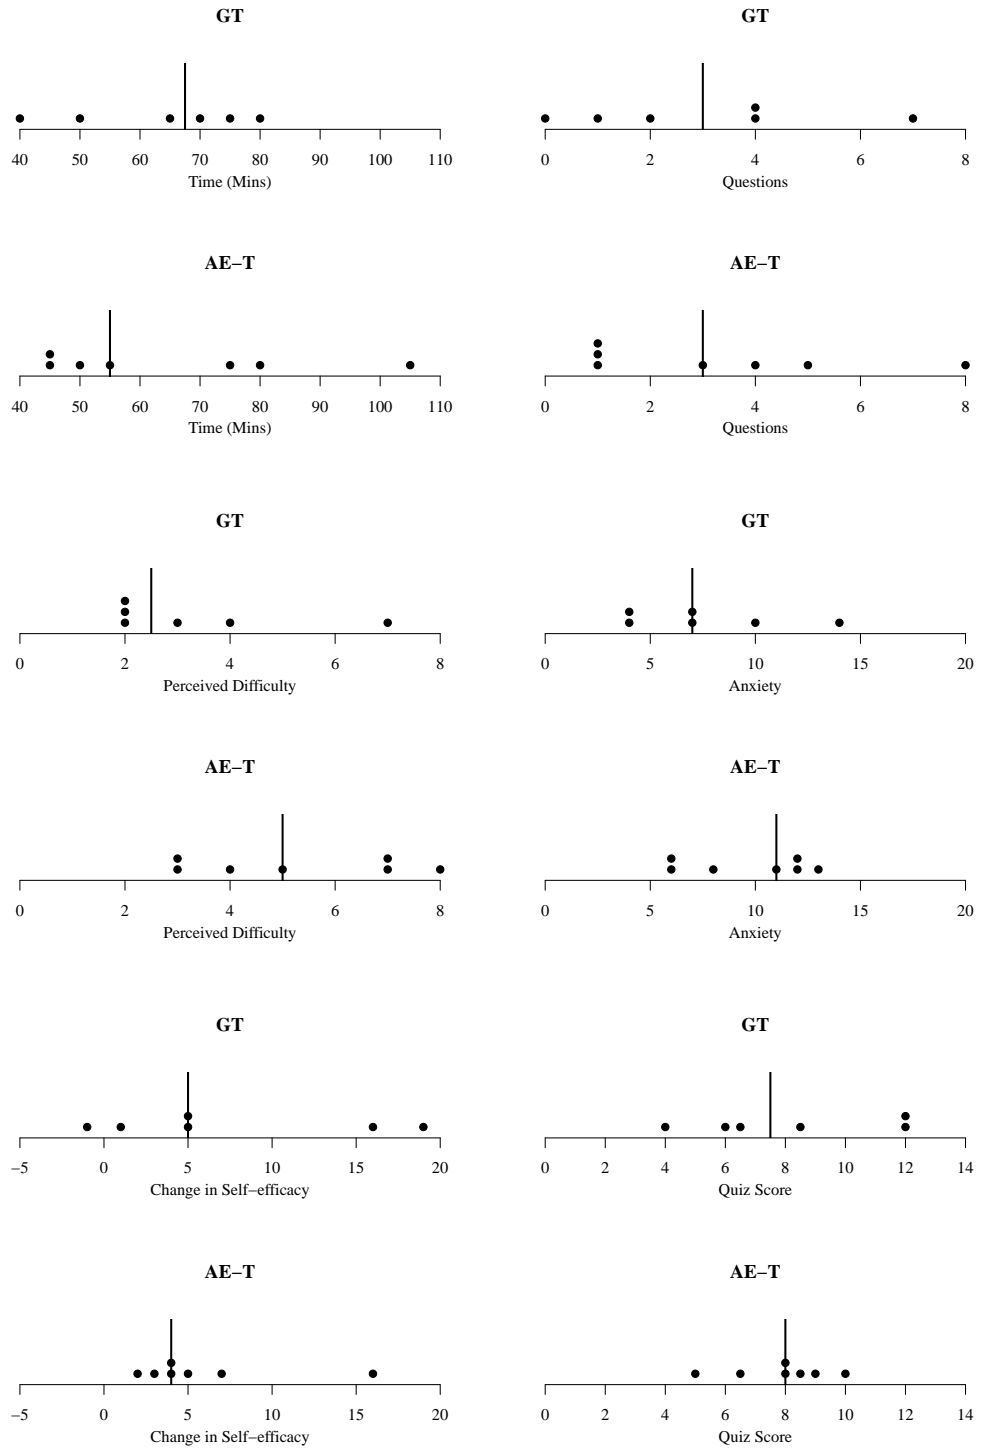 GT
40 50 60 70 80 90 100 110
Time (Mins)
GT
0 2 4 6 8
Questions
AE−T
40 50 60 70 80 90 100 110
Time (Mins)
AE−T
0 2 4 6 8
Questions
GT
0 2 4 6 8
Perceived Difficulty
GT
0 5 10 15 20
Anxiety
AE−T
0 2 4 6 8
Perceived Difficulty
AE−T
0 5 10 15 20
Anxiety
GT
−5 0 5 10 15 20
Change in Self−efficacy
GT
0 2 4 6 8 10 12 14
Quiz Score
AE−T
−5 0 5 10 15 20
Change in Self−efficacy
AE−T
0 2 4 6 8 10 12 14
Quiz Score